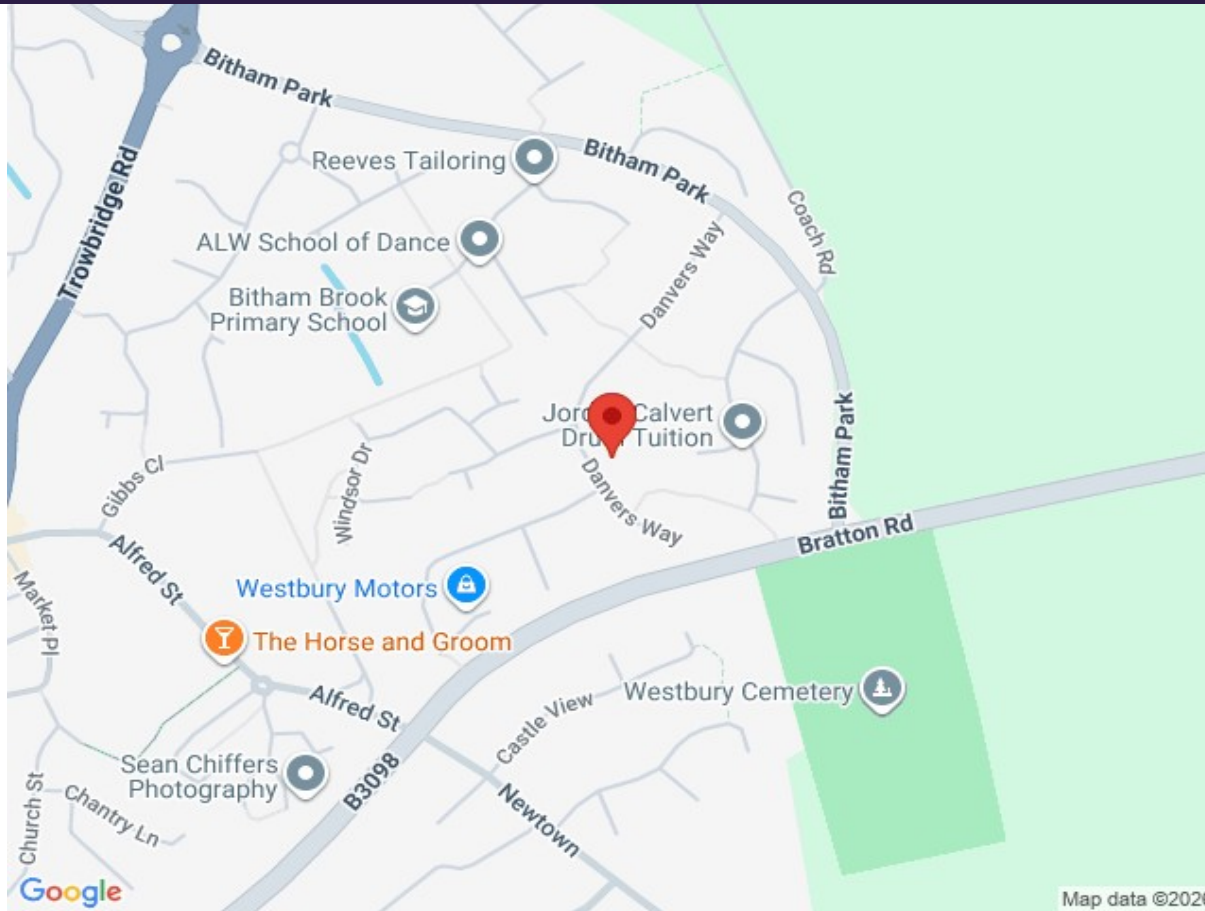 Bitham Park
Reeves Tailoring
Bitham Park
Trowbridge Rd
Coach Rd
ALW School of Dance
Danvers Way
Bitham Brook
Primary School
Calvert
Tuition
Bitham Park
Gibbs Cl
Windsor Dr
Danvers Way
Bratton Rd
Alfred St
Westbury Motors
Market Pl
The Horse and Groom
Westbury Cemetery
Alfred St
Castle View
Sean Chiffers
Photography
B3098
Newtown
Church St
Chantry Ln
Google
Map data ©2026